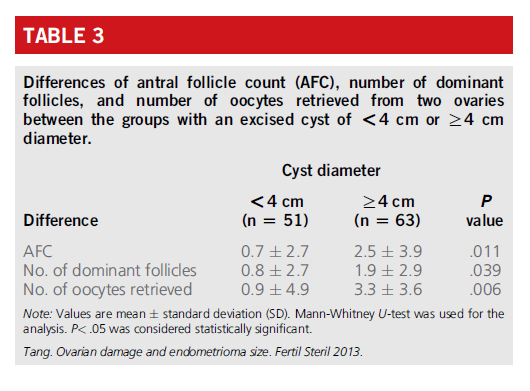 TABLE 3
Differences of antral follicle count (AFC), number of dominant
follicles, and number of oocytes retrieved from two ovaries
between the groups with an excised cyst of <4 cm or ≥4 cm
diameter.
Cyst diameter
<4 cm ≥4 cm P
Difference (n = 51) (n = 63) value
AFC 0.7 ± 2.7 2.5 ± 3.9 .011
No. of dominant follicles 0.8 ± 2.7 1.9 ± 2.9 .039
No. of oocytes retrieved 0.9 ± 4.9 3.3 ± 3.6 .006
Note: Values are mean ± standard deviation (SD). Mann-Whitney U-test was used for the
analysis. P< .05 was considered statistically significant.
Tang. Ovarian damage and endometrioma size. Fertil Steril 2013.